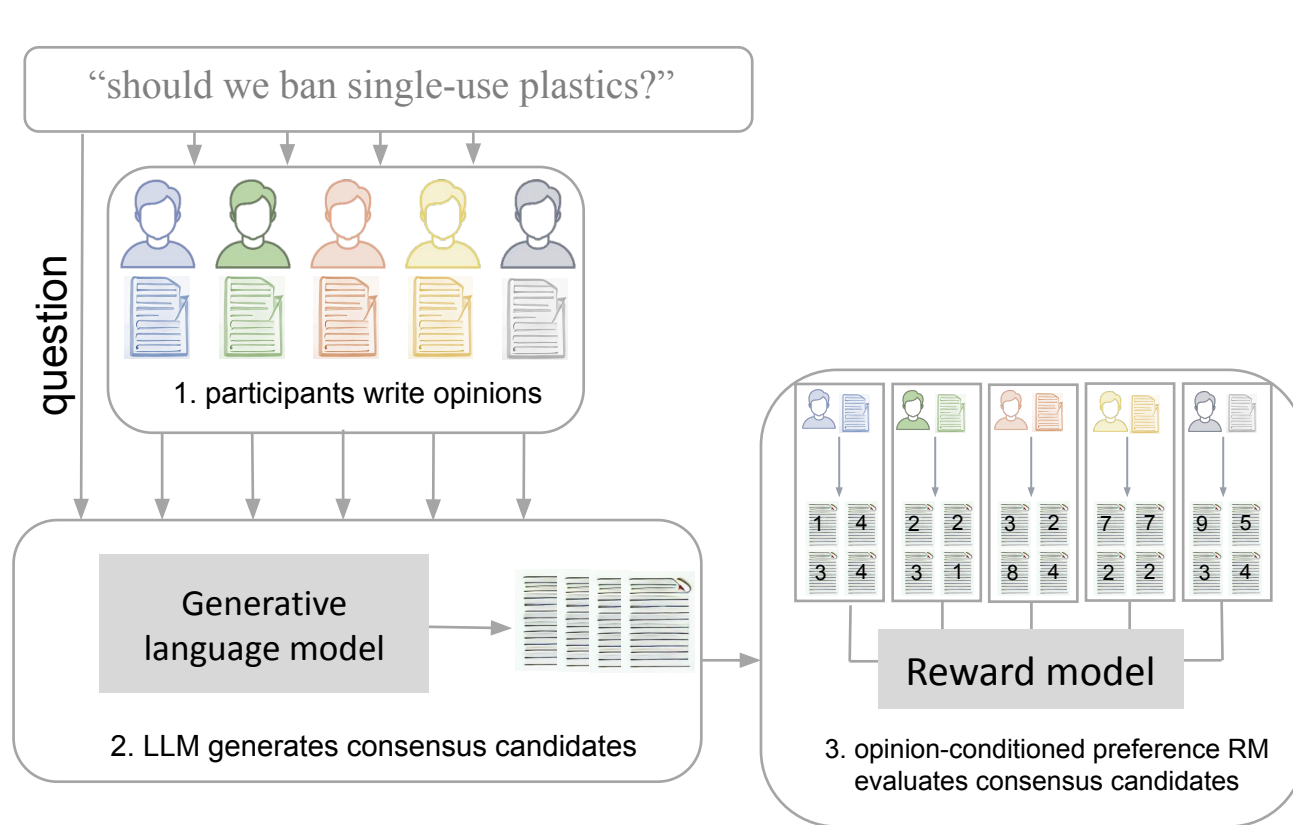 “should we ban single-use plastics?”
question
1. participants write opinions
Generative
language model
2. LLM generates consensus candidates
1 4 2 2 3 2 7 7 9 5
3 4 3 1 8 4 2 2 3 4
Reward model
3. opinion-conditioned preference RM
evaluates consensus candidates